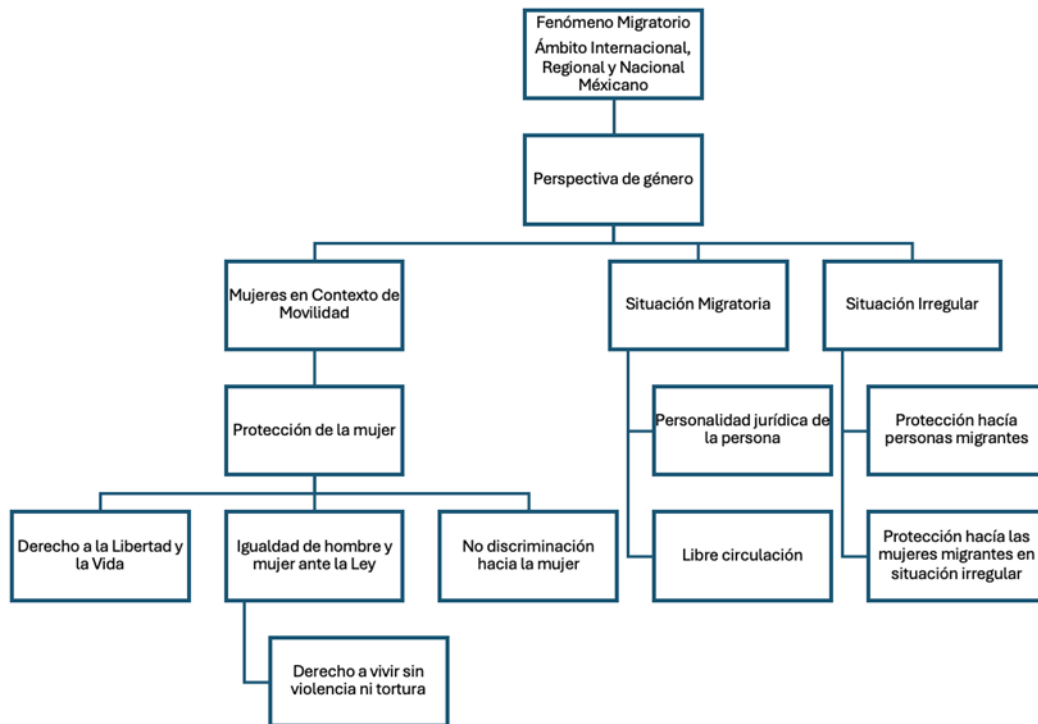 Fenómeno Migratorio
Ámbito Internacional,
Regional y Nacional
Méxicano
Perspectiva de género
Mujeres en Contexto de
Movilidad
Situación Migratoria
Situación Irregular
Protección de la mujer
Personalidad jurídica de
la persona
Protección hacía
personas migrantes
Derecho a la Libertad y
la Vida
Igualdad de hombre y
mujer ante la Ley
No discriminación
hacia la mujer
Libre circulación
Protección hacía las
mujeres migrantes en
situación irregular
Derecho a vivir sin
violencia ni tortura